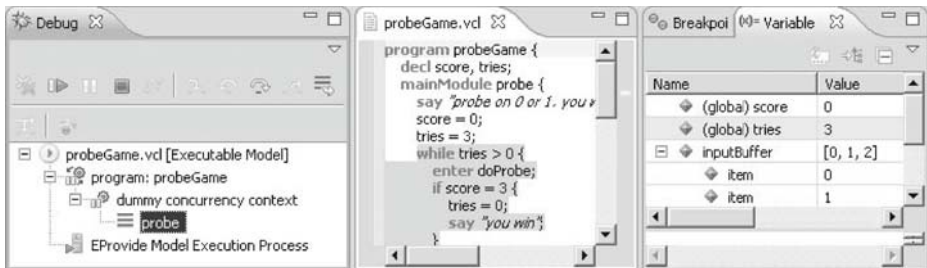 Debug
probeGame.vcl [Executable Model]
program: probeGame
dummy concurrency context
probe
EProvide Model Execution Process
probeGame.vcl
program probeGame {
decl score, tries;
mainModule probe {
say "probe on 0 or 1. you
score = 0;
tries = 3;
while tries > 0 {
enter doProbe;
if score = 3 {
tries = 0;
say "you win";
}
Breakpoi
(x)= Variable
Name Value
(global) score 0
(global) tries 3
inputBuffer [0, 1, 2]
item 0
item 1